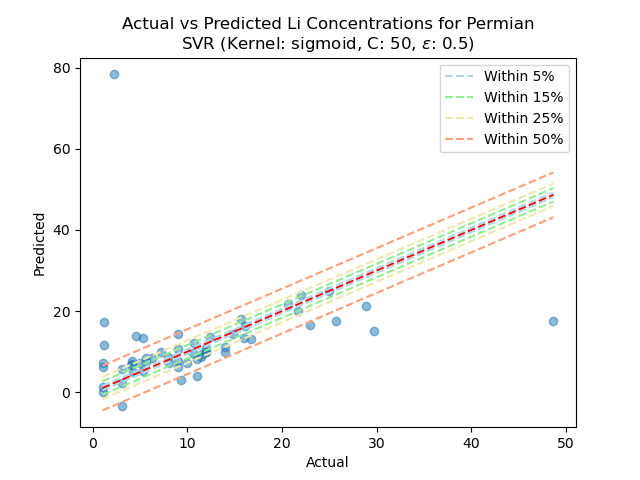 Actual vs Predicted Li Concentrations for Permian
SVR (Kernel: sigmoid, C: 50, ε: 0.5)
Within 5%
Within 15%
Within 25%
Within 50%
80
60
40
20
0
Predicted
0 10 20 30 40 50
Actual